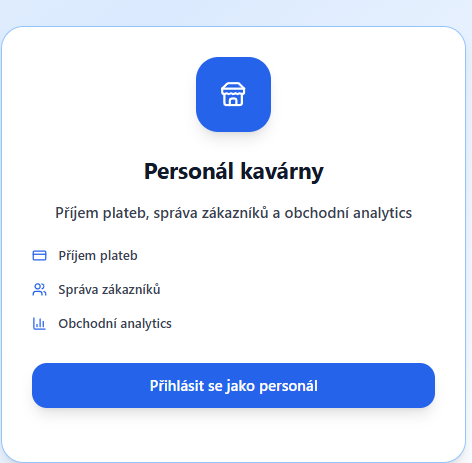 Personál kavárny
Příjem plateb, správa zákazníků a obchodní analytics
Příjem plateb
Správa zákazníků
Obchodní analytics
Přihlásit se jako personál